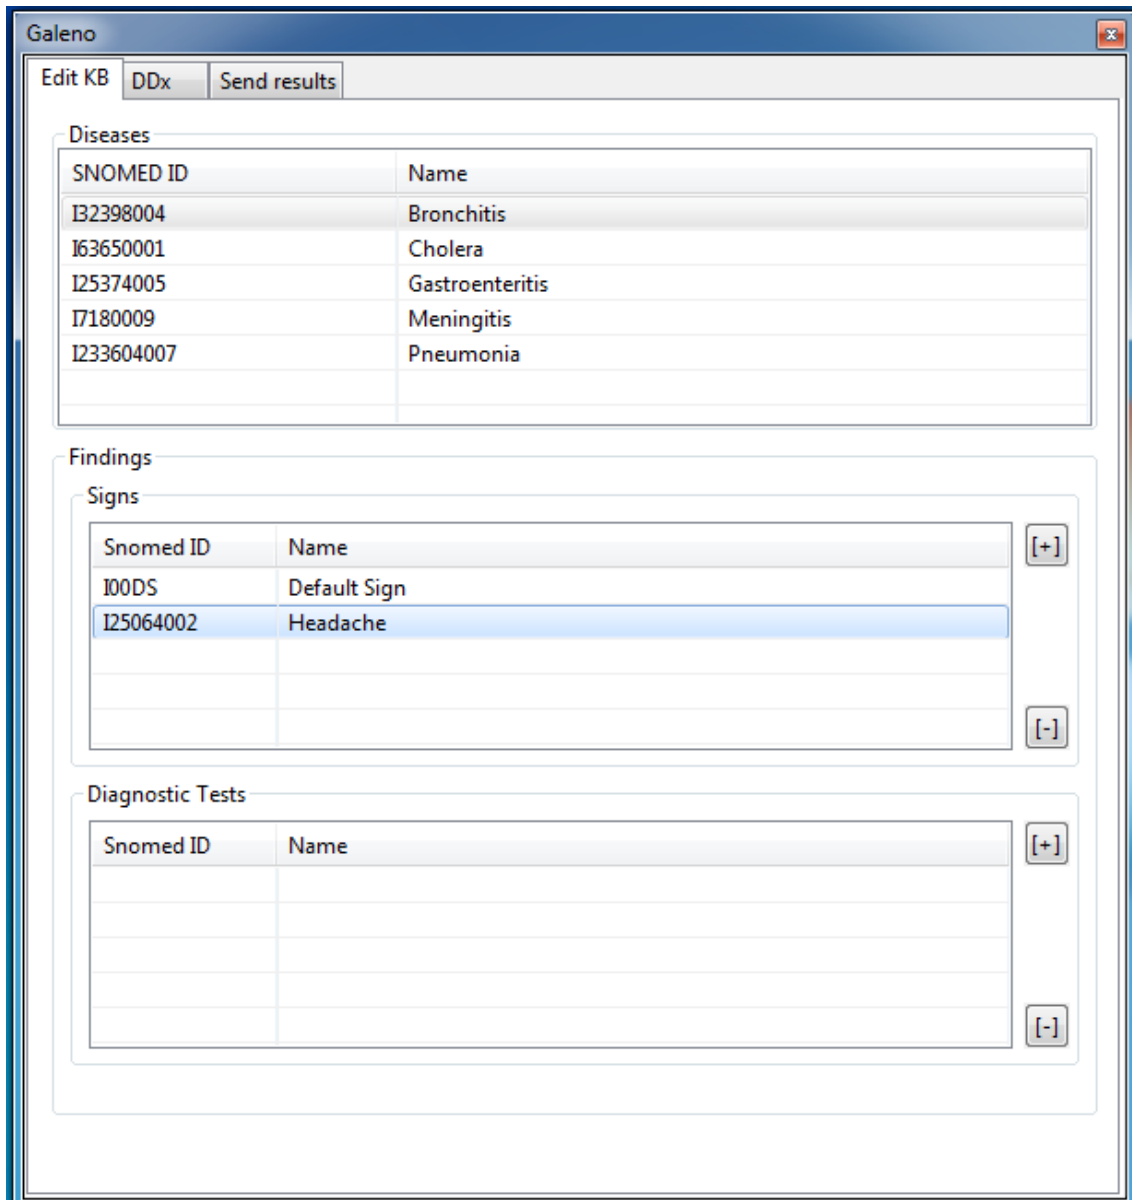 Galeno
Edit KB DDx Send results
Diseases
SNOMED ID Name
I32398004 Bronchitis
I63650001 Cholera
I25374005 Gastroenteritis
I7180009 Meningitis
I233604007 Pneumonia
Findings
Signs
Snomed ID Name [+]
I00DS Default Sign
I25064002 Headache
[-]
Diagnostic Tests
Snomed ID Name [+]
[-]